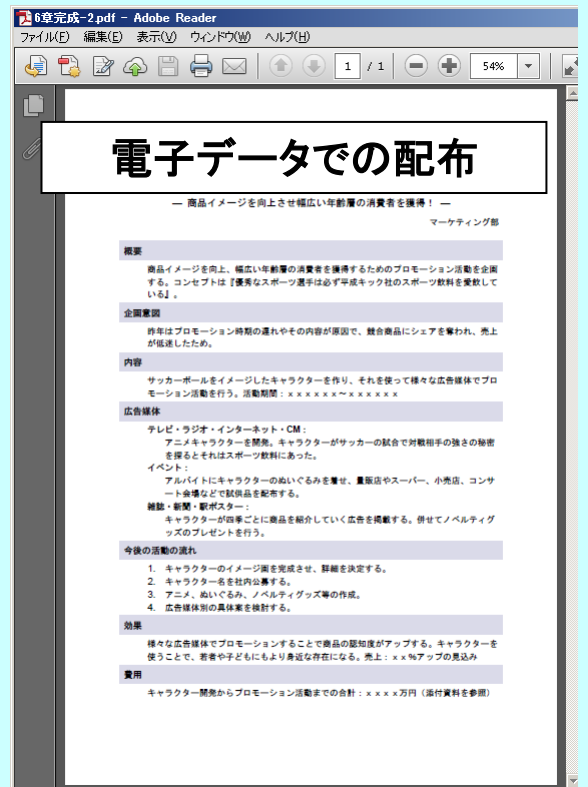 6章完成-2.pdf - Adobe Reader
ファイル(F) 編集(E) 表示(V) ウィンドウ(W) ヘルプ(H)
1 / 1 54%
電子データでの配布
― 商品イメージを向上させ幅広い年齢層の消費者を獲得！ ―
マーケティング部
概要
商品イメージを向上、幅広い年齢層の消費者を獲得するためのプロモーション活動を企画
する。コンセプトは『優秀なスポーツ選手は必ず平成キック社のスポーツ飲料を愛飲して
いる』。
企画意図
昨年はプロモーション時期の遅れやその内容が原因で、競合商品にシェアを奪われ、売上
が低迷したため。
内容
サッカーボールをイメージしたキャラクターを作り、それを使って様々な広告媒体でプロ
モーション活動を行う。活動期間：ｘｘｘｘｘｘ～ｘｘｘｘｘｘ
広告媒体
テレビ・ラジオ・インターネット・CM：
アニメキャラクターを開発。キャラクターがサッカーの試合で対戦相手の強さの秘密
を探るとそれはスポーツ飲料にあった。
イベント：
アルバイトにキャラクターのぬいぐるみを着せ、量販店やスーパー、小売店、コンサ
ート会場などで試供品を配布する。
雑誌・新聞・駅ポスター：
キャラクターが四季ごとに商品を紹介していく広告を掲載する。併せてノベルティグ
ッズのプレゼントを行う。
今後の活動の流れ
1. キャラクターのイメージ画を完成させ、詳細を決定する。
2. キャラクター名を社内公募する。
3. アニメ、ぬいぐるみ、ノベルティグッズ等の作成。
4. 広告媒体別の具体案を検討する。
効果
様々な広告媒体でプロモーションすることで商品の認知度がアップする。キャラクターを
使うことで、若者や子どもにもより身近な存在になる。売上：ｘｘ％アップの見込み
費用
キャラクター開発からプロモーション活動までの合計：ｘｘｘｘ万円（添付資料を参照）